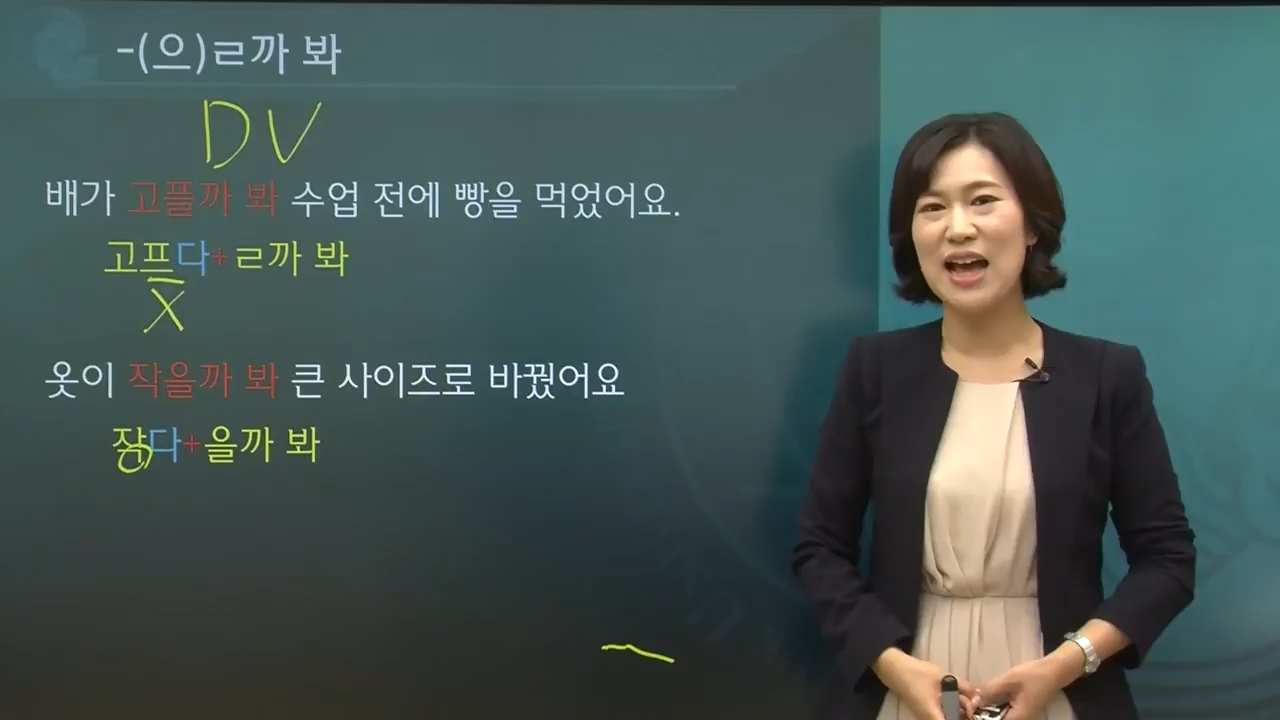 -(으)ㄹ까 봐
DV
배가 고플까 봐 수업 전에 빵을 먹었어요.
고프다+ㄹ까 봐
X
옷이 작을까 봐 큰 사이즈로 바꿨어요
작다+을까 봐